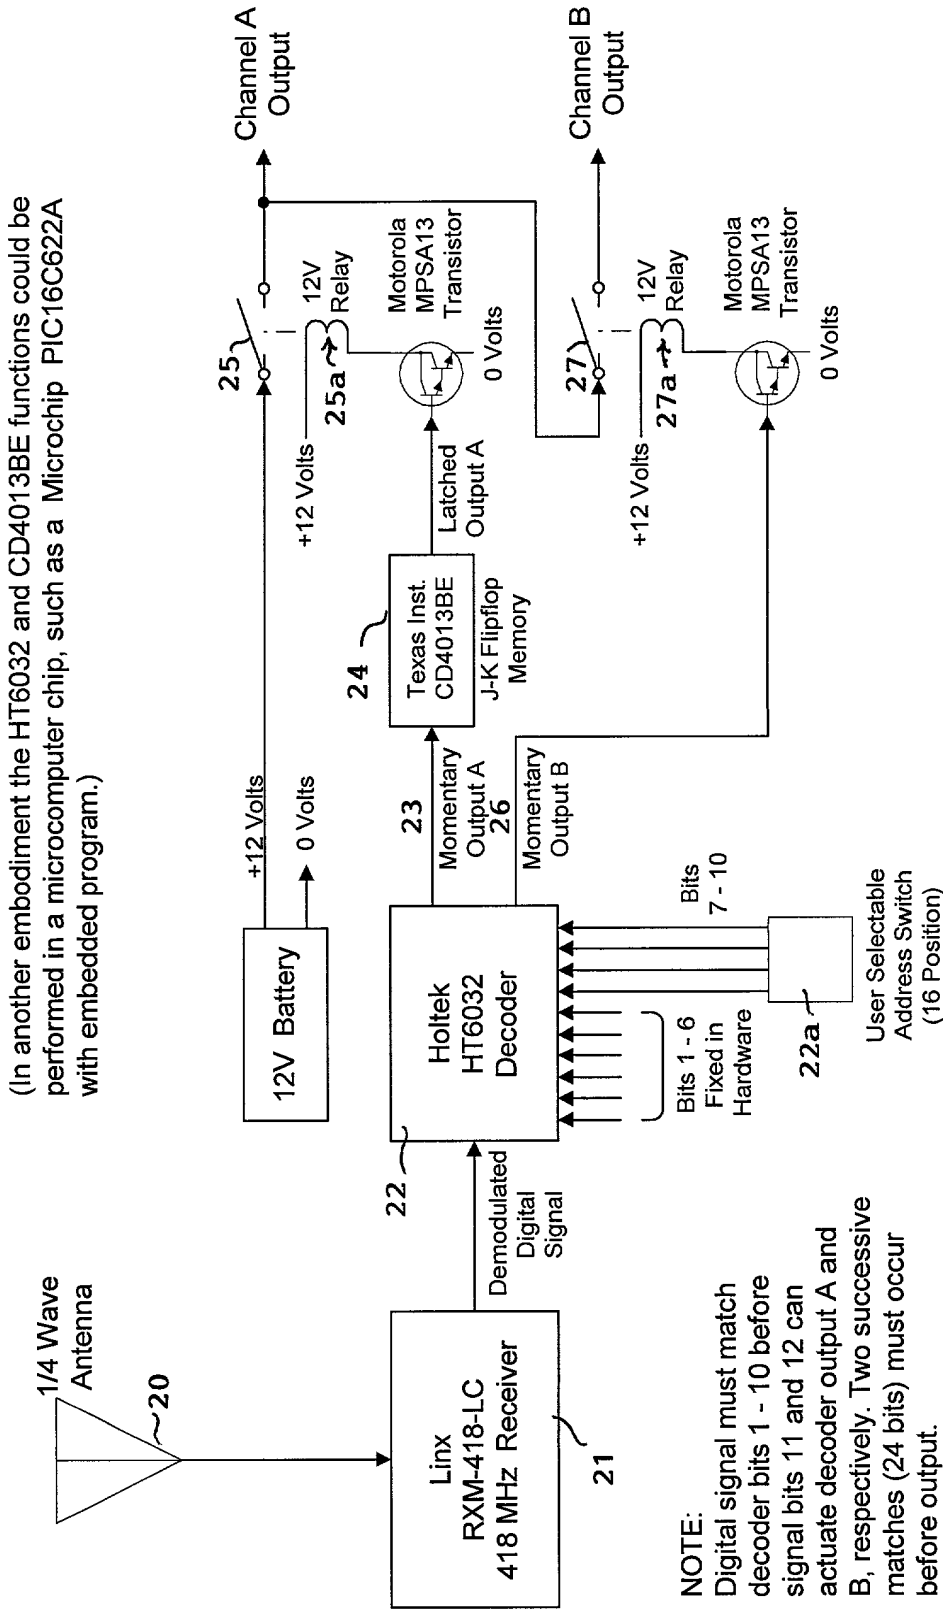 (In another embodiment the HT6032 and CD4013BE functions could be
performed in a microcomputer chip, such as a Microchip PIC16C622A
with embedded program.)
1/4 Wave
Antenna
20
Linx
RXM-418-LC
418 MHz Receiver
21
Demodulated
Digital
Signal
12V Battery
+12 Volts
0 Volts
22
Holtek
HT6032
Decoder
Bits 1 - 6
Fixed in
Hardware
Bits
7 - 10
22a
User Selectable
Address Switch
(16 Position)
23
Momentary
Output A
26
Momentary
Output B
24
Texas Inst.
CD4013BE
J-K Flipflop
Memory
Latched
Output A
25
+12 Volts
25a
12V
Relay
Motorola
MPSA13
Transistor
0 Volts
Channel A
Output
27
+12 Volts
27a
12V
Relay
Motorola
MPSA13
Transistor
0 Volts
Channel B
Output
NOTE:
Digital signal must match
decoder bits 1 - 10 before
signal bits 11 and 12 can
actuate decoder output A and
B, respectively. Two successive
matches (24 bits) must occur
before output.